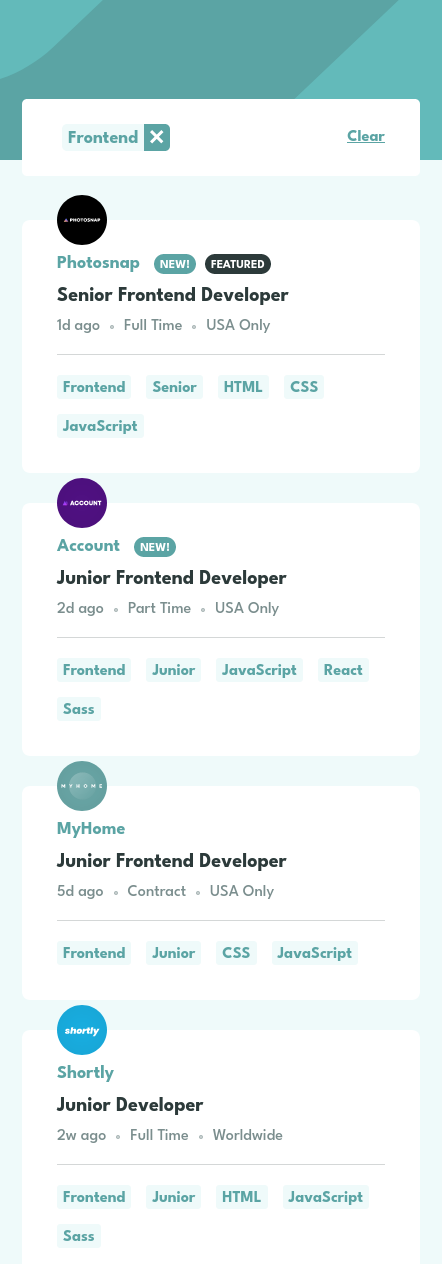 Frontend ✕ Clear
PHOTOSNAP
Photosnap NEW! FEATURED
Senior Frontend Developer
1d ago • Full Time • USA Only
Frontend Senior HTML CSS
JavaScript
ACCOUNT
Account NEW!
Junior Frontend Developer
2d ago • Part Time • USA Only
Frontend Junior JavaScript React
Sass
MYHOME
MyHome
Junior Frontend Developer
5d ago • Contract • USA Only
Frontend Junior CSS JavaScript
shortly
Shortly
Junior Developer
2w ago • Full Time • Worldwide
Frontend Junior HTML JavaScript
Sass